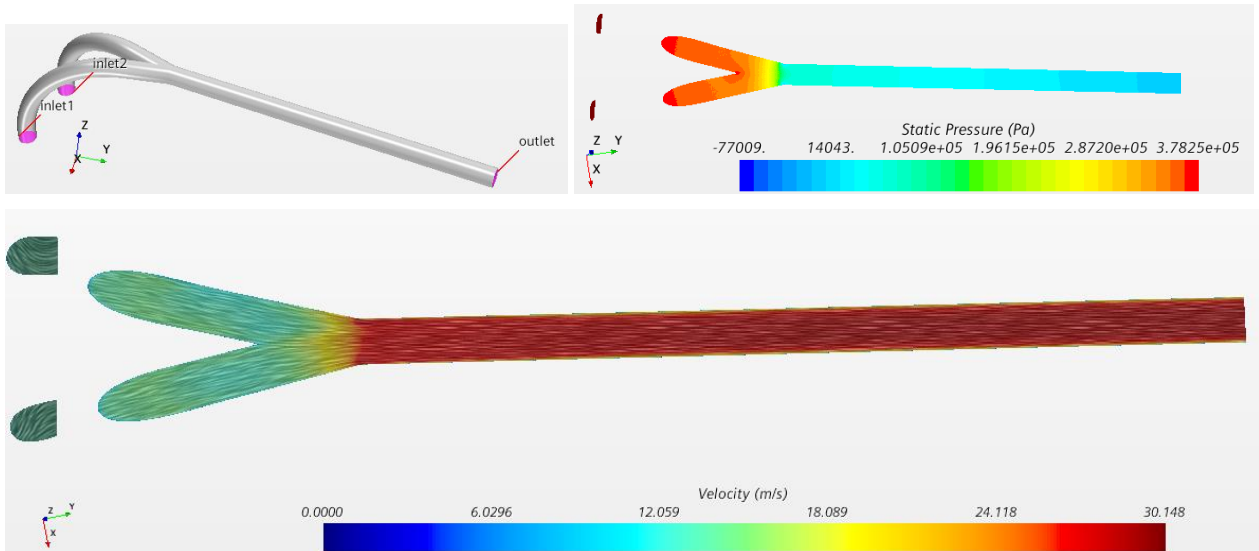 inlet2
inlet1
Z
Y
X
outlet
Static Pressure (Pa)
-77009. 14043. 1.0509e+05 1.9615e+05 2.8720e+05 3.7825e+05
Z
Y
X
Velocity (m/s)
0.0000 6.0296 12.059 18.089 24.118 30.148
Z
Y
X